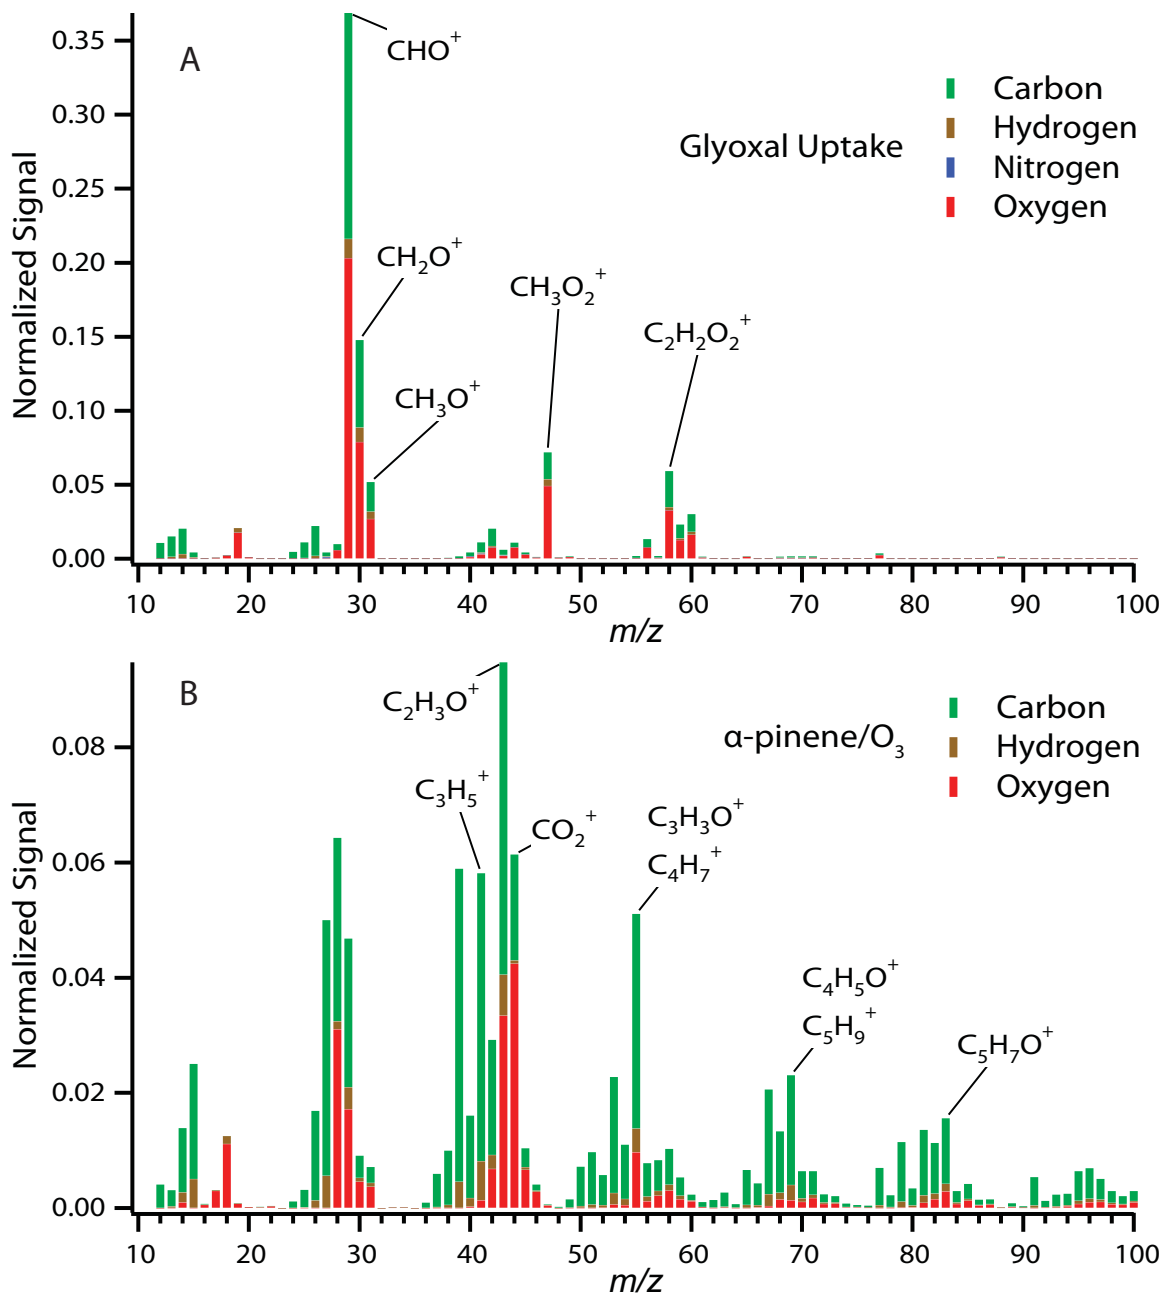 A
CHO⁺
Glyoxal Uptake
Carbon
Hydrogen
Nitrogen
Oxygen
CH₂O⁺
CH₃O⁺
CH₃O₂⁺
C₂H₂O₂⁺
Normalized Signal
0.35
0.30
0.25
0.20
0.15
0.10
0.05
0.00
10 20 30 40 50 60 70 80 90 100
m/z
B
C₂H₃O⁺
C₃H₅⁺
CO₂⁺
C₃H₃O⁺
C₄H₇⁺
C₄H₅O⁺
C₅H₉⁺
C₅H₇O⁺
α-pinene/O₃
Carbon
Hydrogen
Oxygen
Normalized Signal
0.08
0.06
0.04
0.02
0.00
10 20 30 40 50 60 70 80 90 100
m/z